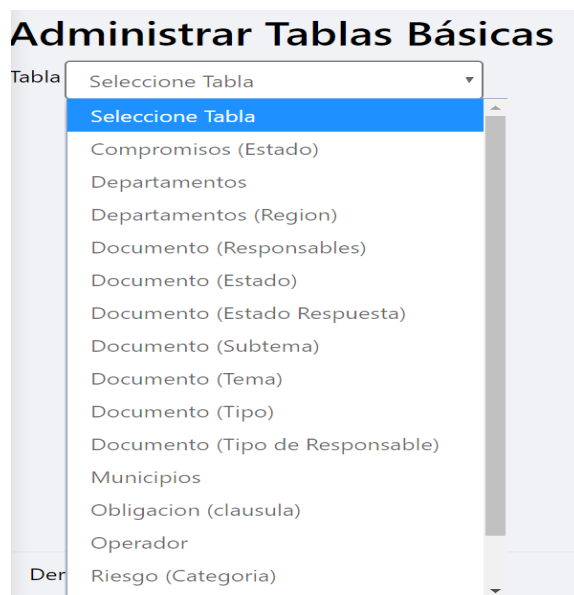 Administrar Tablas Básicas
Tabla Seleccione Tabla
Seleccione Tabla
Compromisos (Estado)
Departamentos
Departamentos (Region)
Documento (Responsables)
Documento (Estado)
Documento (Estado Respuesta)
Documento (Subtema)
Documento (Tema)
Documento (Tipo)
Documento (Tipo de Responsable)
Municipios
Obligacion (clausula)
Operador
Der Riesgo (Categoria)